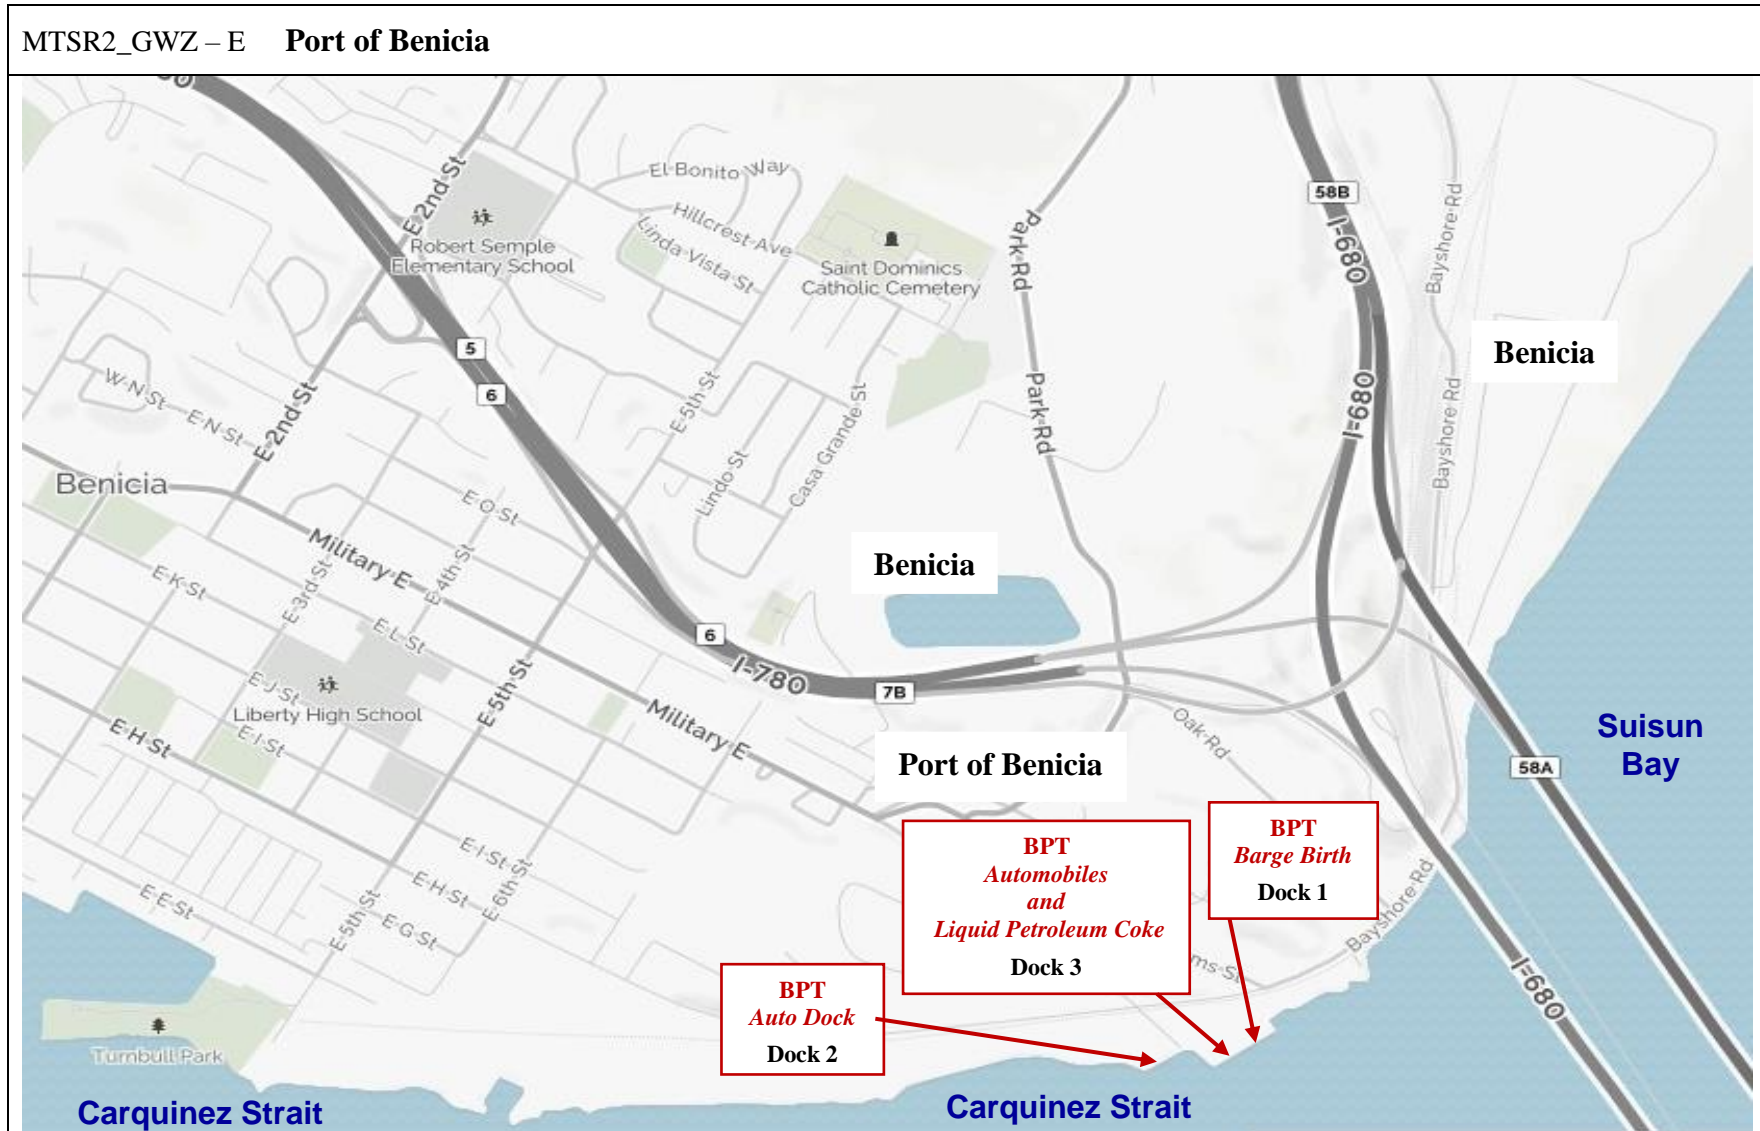 MTSR2_GWZ – E Port of Benicia
E 2nd St
El-Bonito Way
Hillcrest-Ave
Linda-Vista-St
Robert Semple
Elementary School
Saint Dominics
Catholic Cemetery
Park-Rd
58B
I-680
Bayshore-Rd
Benicia
5
6
W-N-St
E-N-St
E-2nd-St
E-5th-St
Lindo-St
Casa Grande-St
Park-Rd
I-680
Bayshore Rd
Benicia
E-O-St
Military-E
E-K-St
E-3rd-St
E-4th-St
E-L-St
Benicia
6
I-780
7B
E-J-St
Liberty High School
E-I-St
E-5th-St
Military-E
E-H-St
Oak-Rd
Suisun
Bay
58A
Port of Benicia
BPT
Automobiles
and
Liquid Petroleum Coke
Dock 3
BPT
Barge Birth
Dock 1
E-I-St
E-H-St
E-6th-St
E-E-St
E-G-St
E-5th-St
Bayshore-Rd
ms-St
I-680
BPT
Auto Dock
Dock 2
Turnbull Park
Carquinez Strait
Carquinez Strait